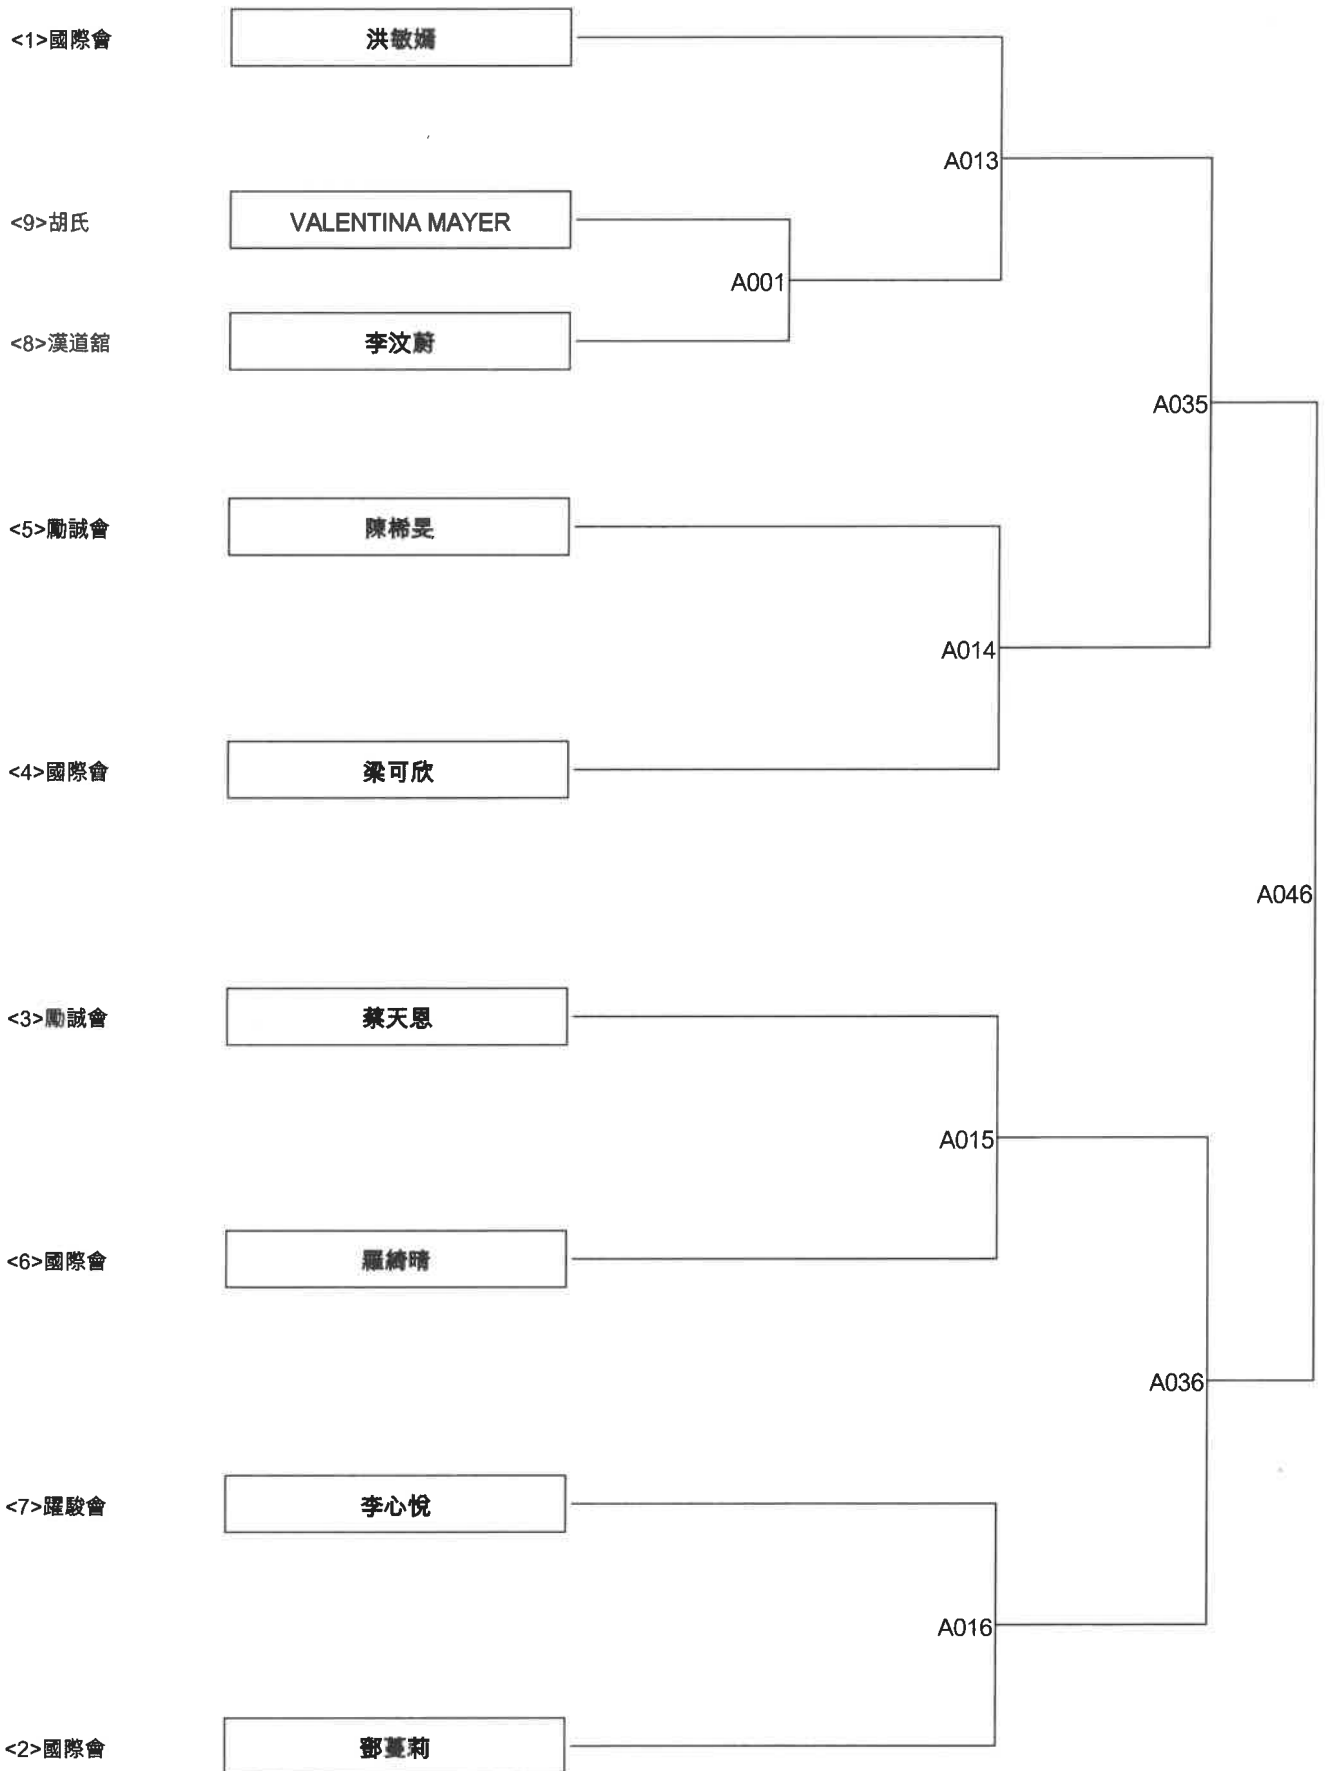 <1>國際會 洪敏嫺
A013
<9>胡氏 VALENTINA MAYER
A001
<8>漢道舘 李汶蔚
A035
<5>勵誠會 陳桸旻
A014
<4>國際會 梁可欣
A046
<3>勵誠會 蔡天恩
A015
<6>國際會 羅綺晴
A036
<7>躍駿會 李心悅
A016
<2>國際會 鄧蔓莉